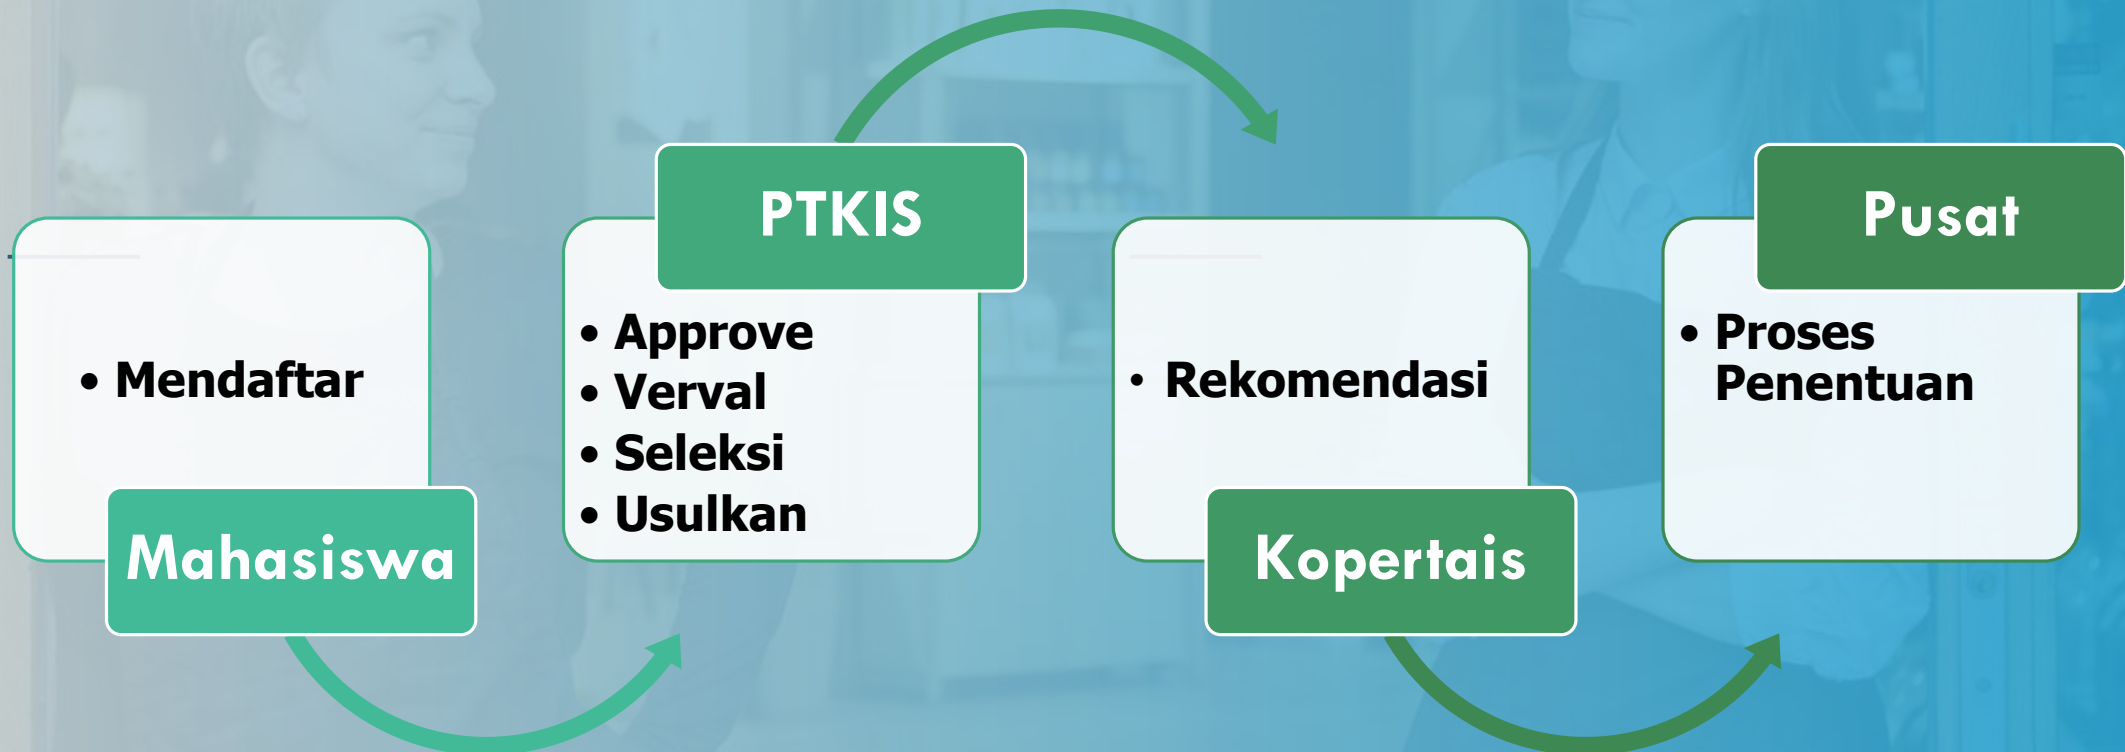 • Mendaftar
Mahasiswa
PTKIS
• Approve
• Verval
• Seleksi
• Usulkan
• Rekomendasi
Kopertais
Pusat
• Proses
Penentuan